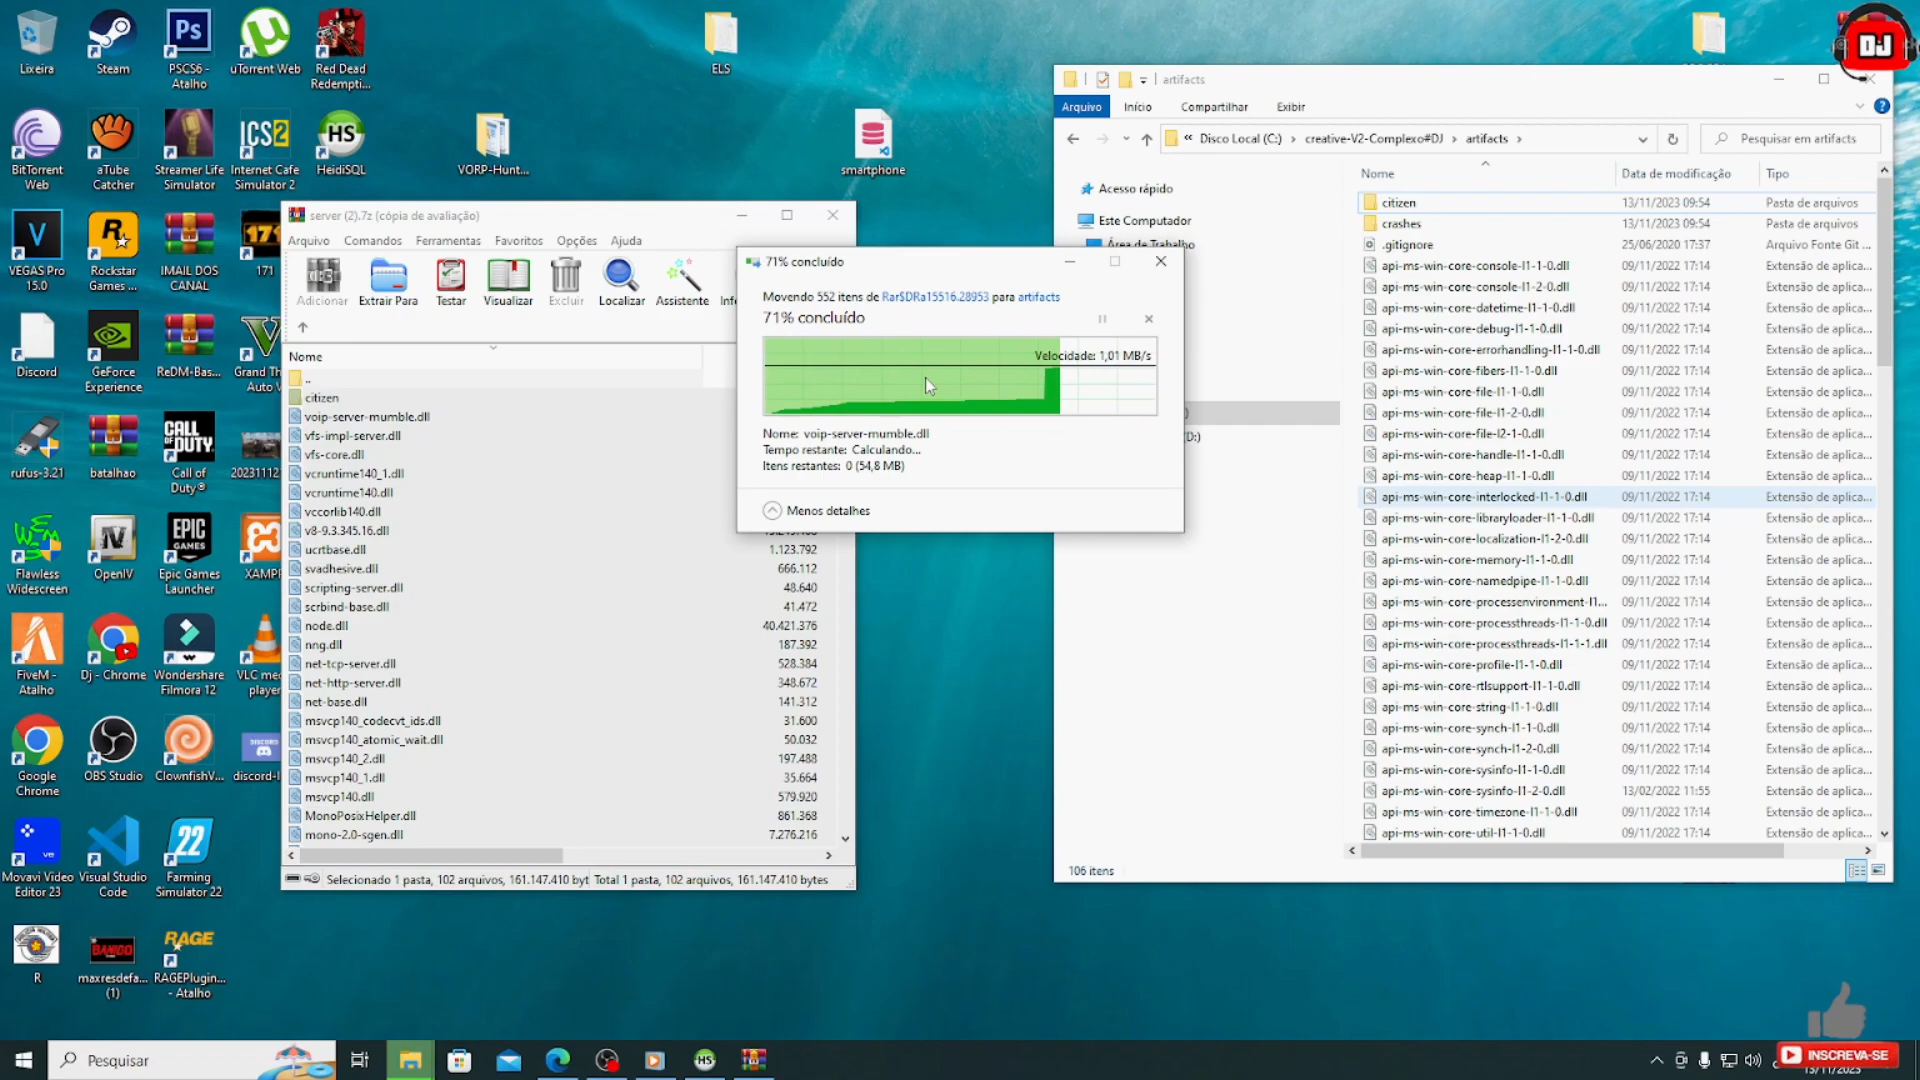 Lixeira
Steam
PSCS6 -
Atalho
uTorrent Web
Red Dead
Redempti...
BitTorrent
Web
aTube
Catcher
Streamer Life
Simulator
Internet Cafe
Simulator 2
HeidiSQL
VEGAS Pro
15.0
Rockstar
Games ...
IMAIL DOS
CANAL
171
Discord
GeForce
Experience
ReDM-Bas...
Grand Th
Auto V
rufus-3.21
batalhao
Call of
Duty®
Flawless
Widescreen
OpenIV
Epic Games
Launcher
XAMPP
FiveM -
Atalho
Dj - Chrome
Wondershare
Filmora 12
VLC me
player
Google
Chrome
OBS Studio
ClownfishV...
discord-l
Movavi Video
Editor 23
Visual Studio
Code
Farming
Simulator 22
R
maxresdefa...
(1)
RAGEPlugin...
- Atalho
ELS
VORP-Hunt...
smartphone
server (2).7z (cópia de avaliação)
Arquivo Comandos Ferramentas Favoritos Opções Ajuda
Adicionar Extrair Para Testar Visualizar Excluir Localizar Assistente Info
Nome
..
citizen
voip-server-mumble.dll
vfs-impl-server.dll
vfs-core.dll
vcruntime140_1.dll
vcruntime140.dll
vccorlib140.dll
v8-9.3.345.16.dll
ucrtbase.dll 1.123.792
svadhesive.dll 666.112
scripting-server.dll 48.640
scrbind-base.dll 41.472
node.dll 40.421.376
nng.dll 187.392
net-tcp-server.dll 528.384
net-http-server.dll 348.672
net-base.dll 141.312
msvcp140_codecvt_ids.dll 31.600
msvcp140_atomic_wait.dll 50.032
msvcp140_2.dll 197.488
msvcp140_1.dll 35.664
msvcp140.dll 579.920
MonoPosixHelper.dll 861.368
mono-2.0-sgen.dll 7.276.216
Selecionado 1 pasta, 102 arquivos, 161.147.410 byt Total 1 pasta, 102 arquivos, 161.147.410 bytes
71% concluído
Movendo 552 itens de Rar$DRa15516.28953 para artifacts
71% concluído
Velocidade: 1,01 MB/s
Nome: voip-server-mumble.dll
Tempo restante: Calculando...
Itens restantes: 0 (54,8 MB)
Menos detalhes
artifacts
Arquivo Início Compartilhar Exibir
« Disco Local (C:) › creative-V2-Complexo#DJ › artifacts ›
Pesquisar em artifacts
Acesso rápido
Este Computador
Área de Trabalho
(D:)
Nome Data de modificação Tipo
citizen 13/11/2023 09:54 Pasta de arquivos
crashes 13/11/2023 09:54 Pasta de arquivos
.gitignore 25/06/2020 17:37 Arquivo Fonte Git ...
api-ms-win-core-console-l1-1-0.dll 09/11/2022 17:14 Extensão de aplica...
api-ms-win-core-console-l1-2-0.dll 09/11/2022 17:14 Extensão de aplica...
api-ms-win-core-datetime-l1-1-0.dll 09/11/2022 17:14 Extensão de aplica...
api-ms-win-core-debug-l1-1-0.dll 09/11/2022 17:14 Extensão de aplica...
api-ms-win-core-errorhandling-l1-1-0.dll 09/11/2022 17:14 Extensão de aplica...
api-ms-win-core-fibers-l1-1-0.dll 09/11/2022 17:14 Extensão de aplica...
api-ms-win-core-file-l1-1-0.dll 09/11/2022 17:14 Extensão de aplica...
api-ms-win-core-file-l1-2-0.dll 09/11/2022 17:14 Extensão de aplica...
api-ms-win-core-file-l2-1-0.dll 09/11/2022 17:14 Extensão de aplica...
api-ms-win-core-handle-l1-1-0.dll 09/11/2022 17:14 Extensão de aplica...
api-ms-win-core-heap-l1-1-0.dll 09/11/2022 17:14 Extensão de aplica...
api-ms-win-core-interlocked-l1-1-0.dll 09/11/2022 17:14 Extensão de aplica...
api-ms-win-core-libraryloader-l1-1-0.dll 09/11/2022 17:14 Extensão de aplica...
api-ms-win-core-localization-l1-2-0.dll 09/11/2022 17:14 Extensão de aplica...
api-ms-win-core-memory-l1-1-0.dll 09/11/2022 17:14 Extensão de aplica...
api-ms-win-core-namedpipe-l1-1-0.dll 09/11/2022 17:14 Extensão de aplica...
api-ms-win-core-processenvironment-l1... 09/11/2022 17:14 Extensão de aplica...
api-ms-win-core-processthreads-l1-1-0.dll 09/11/2022 17:14 Extensão de aplica...
api-ms-win-core-processthreads-l1-1-1.dll 09/11/2022 17:14 Extensão de aplica...
api-ms-win-core-profile-l1-1-0.dll 09/11/2022 17:14 Extensão de aplica...
api-ms-win-core-rtlsupport-l1-1-0.dll 09/11/2022 17:14 Extensão de aplica...
api-ms-win-core-string-l1-1-0.dll 09/11/2022 17:14 Extensão de aplica...
api-ms-win-core-synch-l1-1-0.dll 09/11/2022 17:14 Extensão de aplica...
api-ms-win-core-synch-l1-2-0.dll 09/11/2022 17:14 Extensão de aplica...
api-ms-win-core-sysinfo-l1-1-0.dll 09/11/2022 17:14 Extensão de aplica...
api-ms-win-core-sysinfo-l1-2-0.dll 13/02/2022 11:55 Extensão de aplica...
api-ms-win-core-timezone-l1-1-0.dll 09/11/2022 17:14 Extensão de aplica...
api-ms-win-core-util-l1-1-0.dll 09/11/2022 17:14 Extensão de aplica...
106 itens
DJ
Pesquisar
INSCREVA-SE
13/11/2023